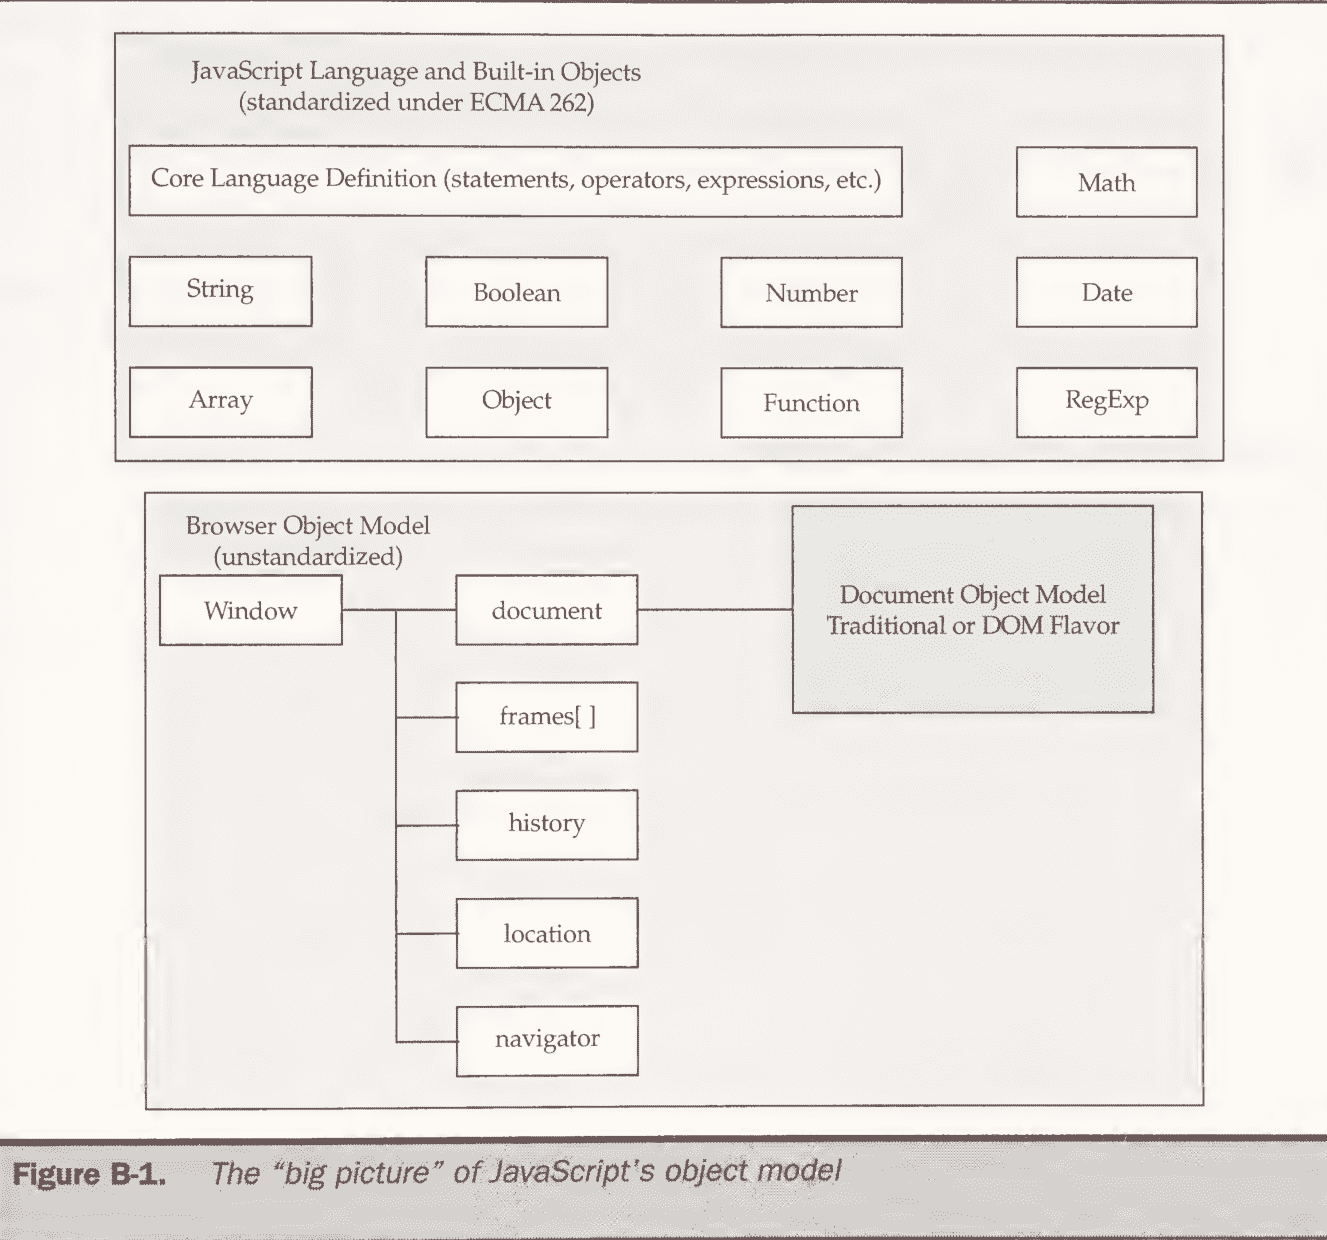 JavaScript Language and Built-in Objects
(standardized under ECMA 262)
Core Language Definition (statements, operators, expressions, etc.)
Math
String
Boolean
Number
Date
Array
Object
Function
RegExp
Browser Object Model
(unstandardized)
Window
document
Document Object Model
Traditional or DOM Flavor
frames[ ]
history
location
navigator
Figure B-1. The “big picture” of JavaScript's object model